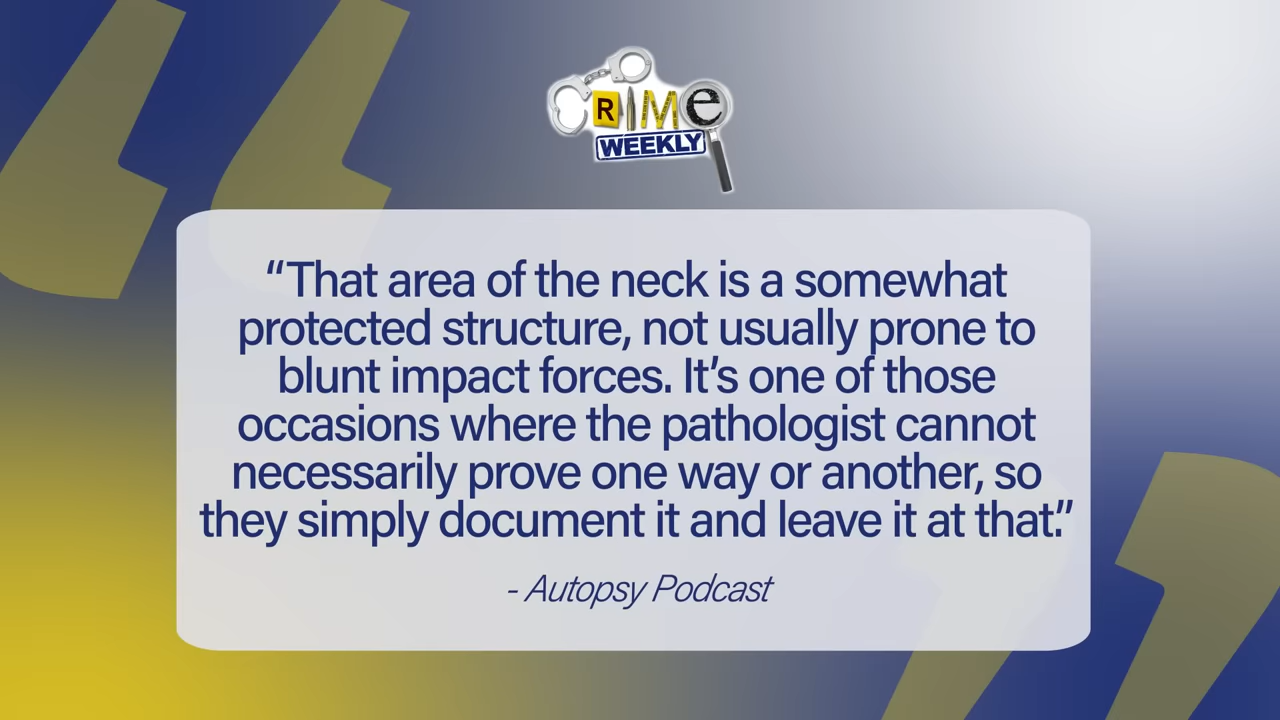 CRIME
WEEKLY
“That area of the neck is a somewhat
protected structure, not usually prone to
blunt impact forces. It’s one of those
occasions where the pathologist cannot
necessarily prove one way or another, so
they simply document it and leave it at that.”
- Autopsy Podcast